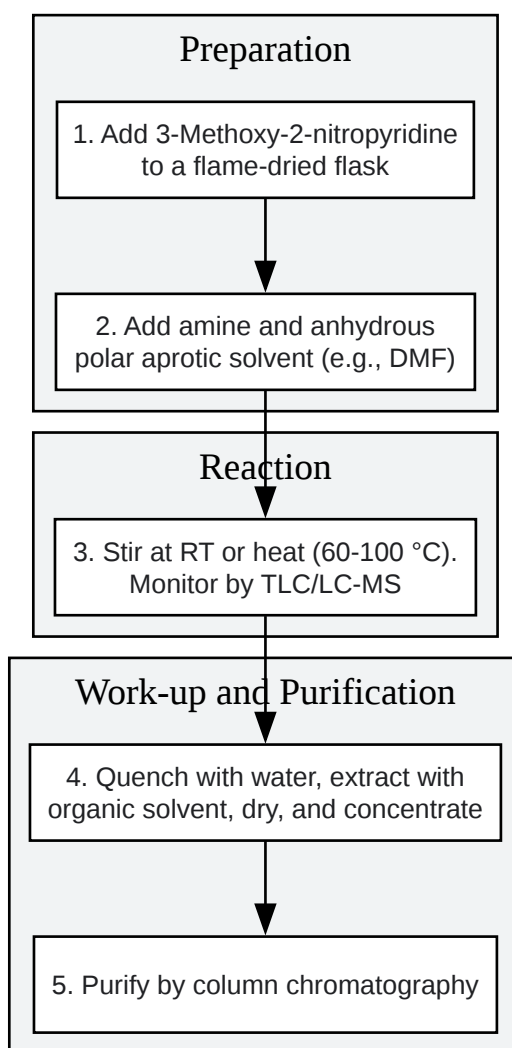 Preparation
1. Add 3-Methoxy-2-nitropyridine
to a flame-dried flask
2. Add amine and anhydrous
polar aprotic solvent (e.g., DMF)
Reaction
3. Stir at RT or heat (60-100 °C).
Monitor by TLC/LC-MS
Work-up and Purification
4. Quench with water, extract with
organic solvent, dry, and concentrate
5. Purify by column chromatography